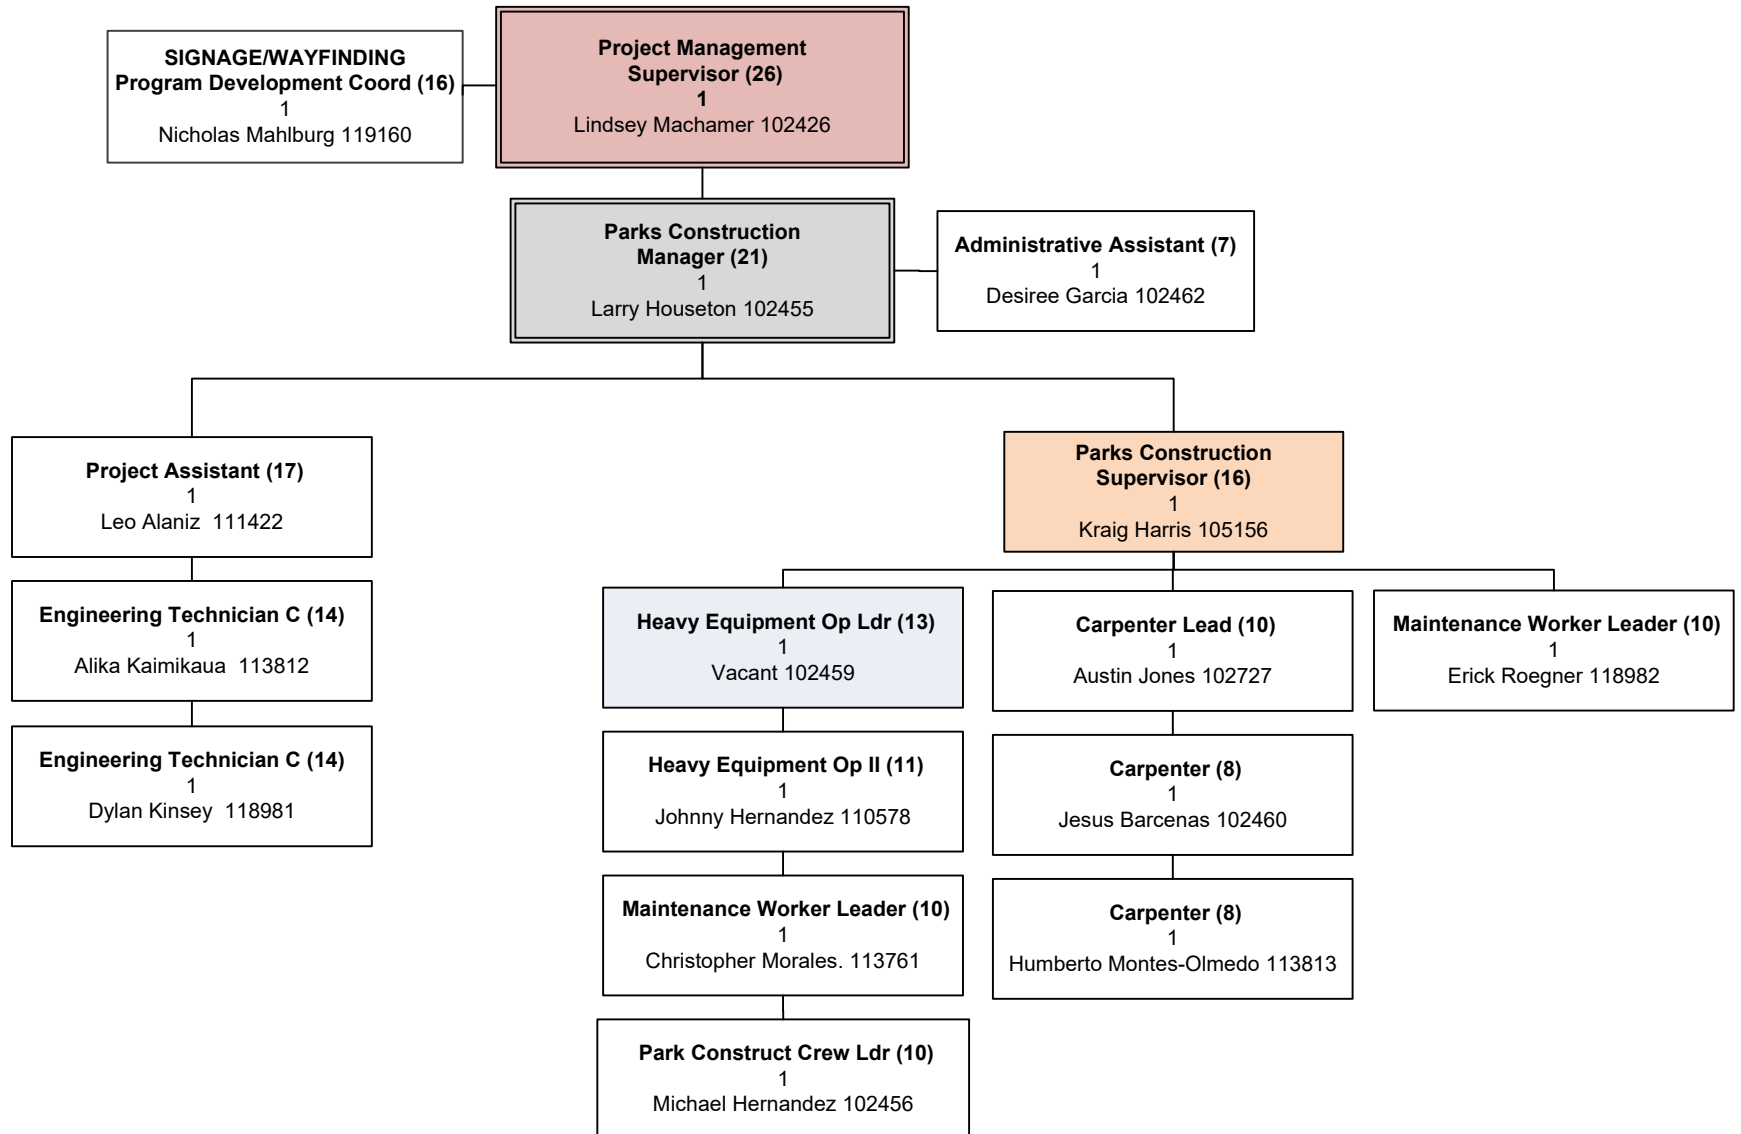 SIGNAGE/WAYFINDING
Program Development Coord (16)
1
Nicholas Mahlburg 119160
Project Management
Supervisor (26)
1
Lindsey Machamer 102426
Parks Construction
Manager (21)
1
Larry Houseton 102455
Administrative Assistant (7)
1
Desiree Garcia 102462
Project Assistant (17)
1
Leo Alaniz  111422
Engineering Technician C (14)
1
Alika Kaimikaua  113812
Engineering Technician C (14)
1
Dylan Kinsey  118981
Parks Construction
Supervisor (16)
1
Kraig Harris 105156
Heavy Equipment Op Ldr (13)
1
Vacant 102459
Heavy Equipment Op II (11)
1
Johnny Hernandez 110578
Maintenance Worker Leader (10)
1
Christopher Morales. 113761
Park Construct Crew Ldr (10)
1
Michael Hernandez 102456
Carpenter Lead (10)
1
Austin Jones 102727
Carpenter (8)
1
Jesus Barcenas 102460
Carpenter (8)
1
Humberto Montes-Olmedo 113813
Maintenance Worker Leader (10)
1
Erick Roegner 118982